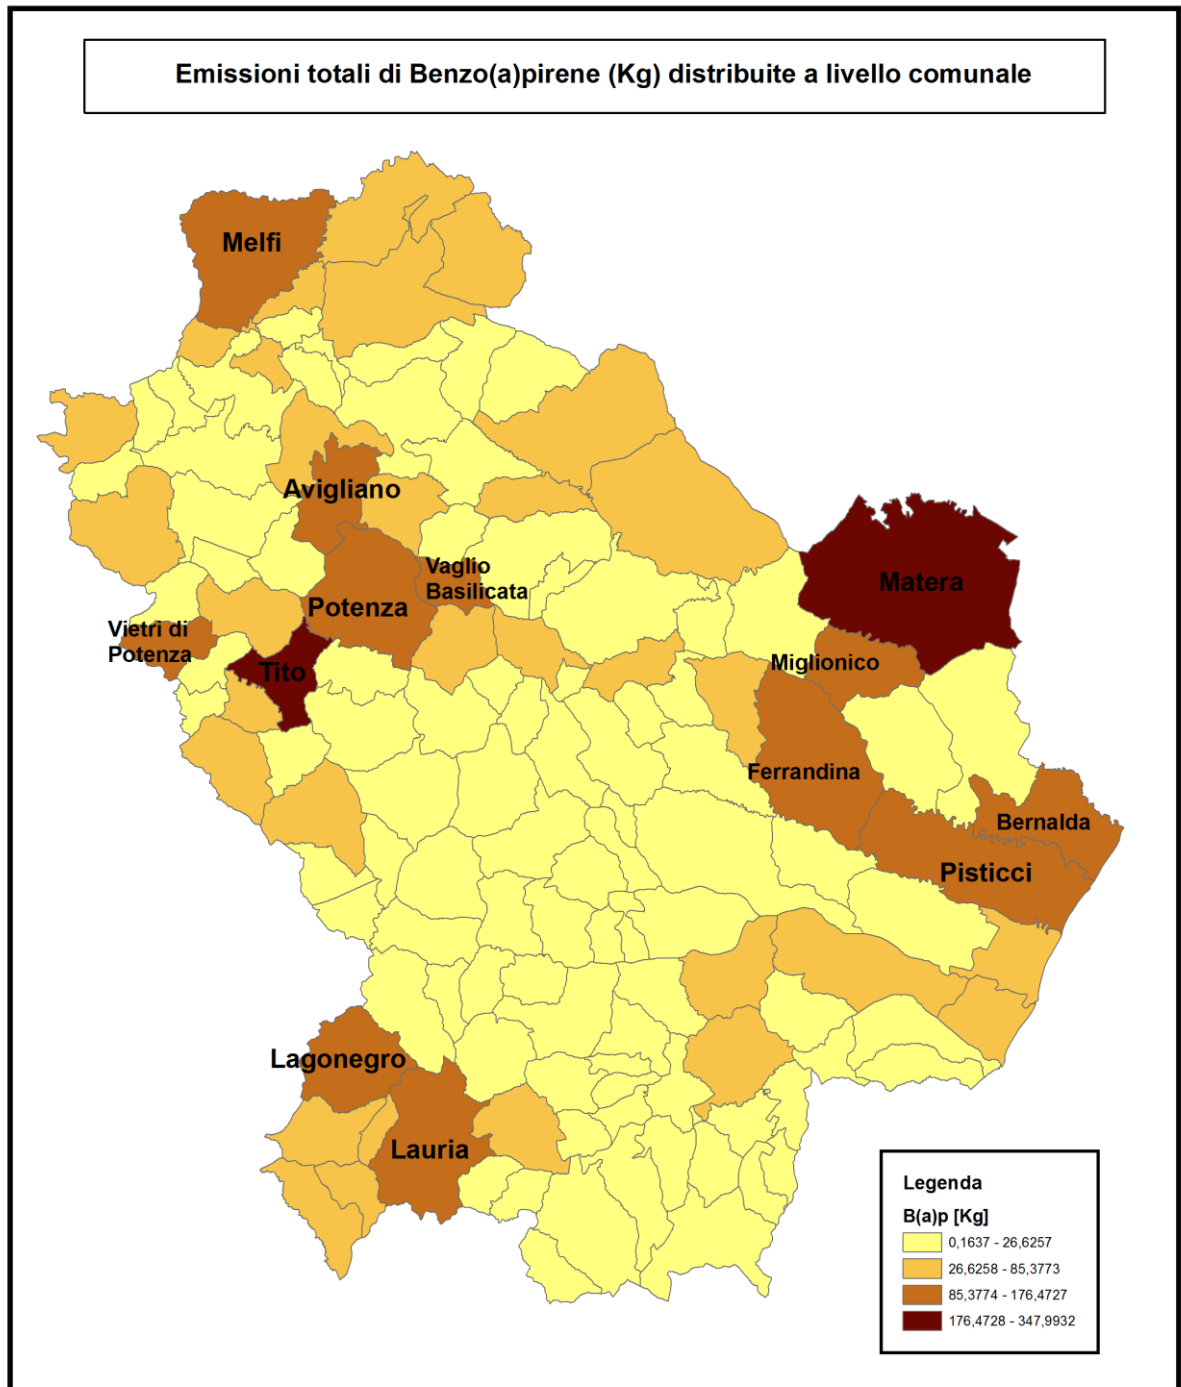 Emissioni totali di Benzo(a)pirene (Kg) distribuite a livello comunale
Melfi
Avigliano
Vaglio
Basilicata
Potenza
Matera
Vietri di
Potenza
Tito
Miglionico
Ferrandina
Bernalda
Pisticci
Lagonegro
Lauria
Legenda
B(a)p [Kg]
0,1637 - 26,6257
26,6258 - 85,3773
85,3774 - 176,4727
176,4728 - 347,9932